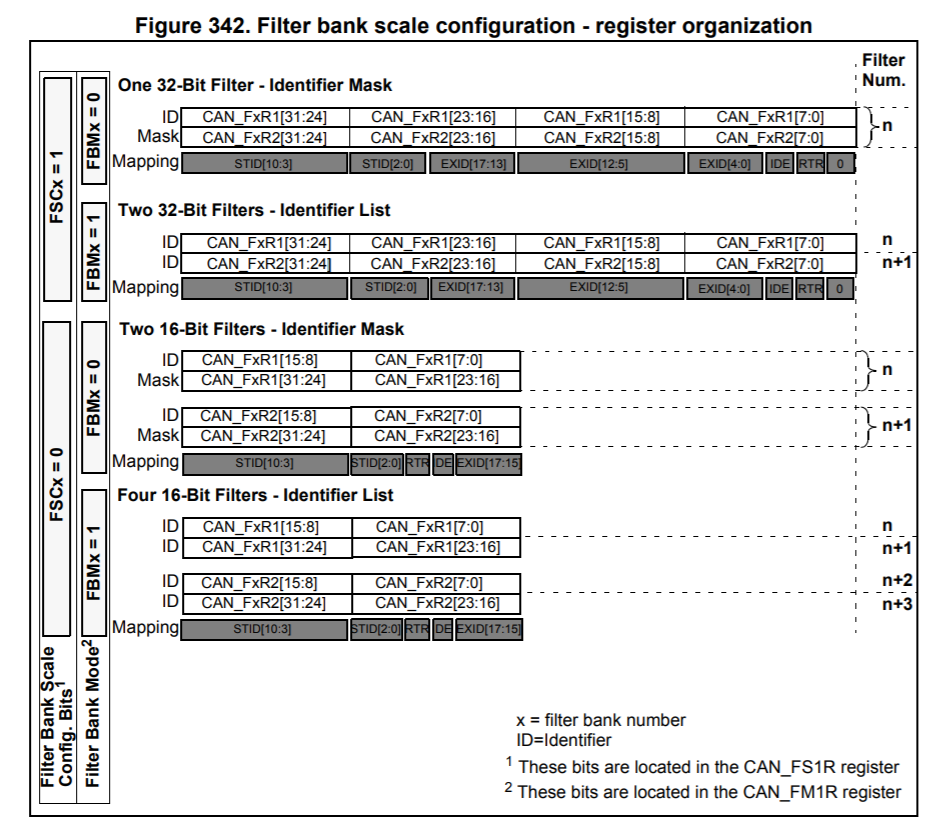 Figure 342. Filter bank scale configuration - register organization
Filter
Num.
One 32-Bit Filter - Identifier Mask
ID CAN_FxR1[31:24] CAN_FxR1[23:16] CAN_FxR1[15:8] CAN_FxR1[7:0]
Mask CAN_FxR2[31:24] CAN_FxR2[23:16] CAN_FxR2[15:8] CAN_FxR2[7:0]
n
Mapping STID[10:3] STID[2:0] EXID[17:13] EXID[12:5] EXID[4:0] IDE RTR 0
Two 32-Bit Filters - Identifier List
ID CAN_FxR1[31:24] CAN_FxR1[23:16] CAN_FxR1[15:8] CAN_FxR1[7:0] n
ID CAN_FxR2[31:24] CAN_FxR2[23:16] CAN_FxR2[15:8] CAN_FxR2[7:0] n+1
Mapping STID[10:3] STID[2:0] EXID[17:13] EXID[12:5] EXID[4:0] IDE RTR 0
Two 16-Bit Filters - Identifier Mask
ID CAN_FxR1[15:8] CAN_FxR1[7:0]
Mask CAN_FxR1[31:24] CAN_FxR1[23:16]
n
ID CAN_FxR2[15:8] CAN_FxR2[7:0]
Mask CAN_FxR2[31:24] CAN_FxR2[23:16]
n+1
Mapping STID[10:3] STID[2:0] RTR IDE EXID[17:15]
Four 16-Bit Filters - Identifier List
ID CAN_FxR1[15:8] CAN_FxR1[7:0] n
ID CAN_FxR1[31:24] CAN_FxR1[23:16] n+1
ID CAN_FxR2[15:8] CAN_FxR2[7:0] n+2
ID CAN_FxR2[31:24] CAN_FxR2[23:16] n+3
Mapping STID[10:3] STID[2:0] RTR IDE EXID[17:15]
FSCx = 1
FBMx = 0
FBMx = 1
FSCx = 0
FBMx = 0
FBMx = 1
Filter Bank Scale
Config. Bits1
Filter Bank Mode2
x = filter bank number
ID=Identifier
1 These bits are located in the CAN_FS1R register
2 These bits are located in the CAN_FM1R register